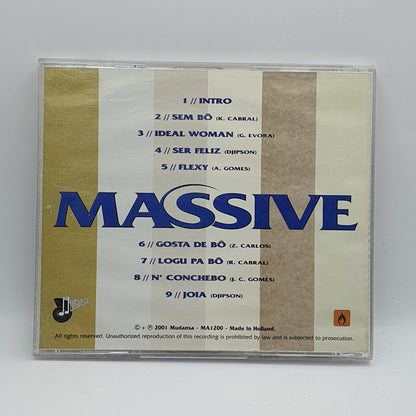 1 // INTRO
2 // SEM BÔ (K. CABRAL)
3 // IDEAL WOMAN (G. EVORA)
4 // SER FELIZ (DJIPSON)
5 // FLEXY (A. GOMES)
MASSIVE
6 // GOSTA DE BÔ (Z. CARLOS)
7 // LOGU PA BÔ (R. CABRAL)
8 // N' CONCHEBO (J. C. GOMES)
9 // JOIA (DJIPSON)
Mudansa
© + ℗ 2001 Mudansa - MA1200 - Made in Holland.
All rights reserved. Unauthorized reproduction of this recording is prohibited by law and is subjected to prosecution.